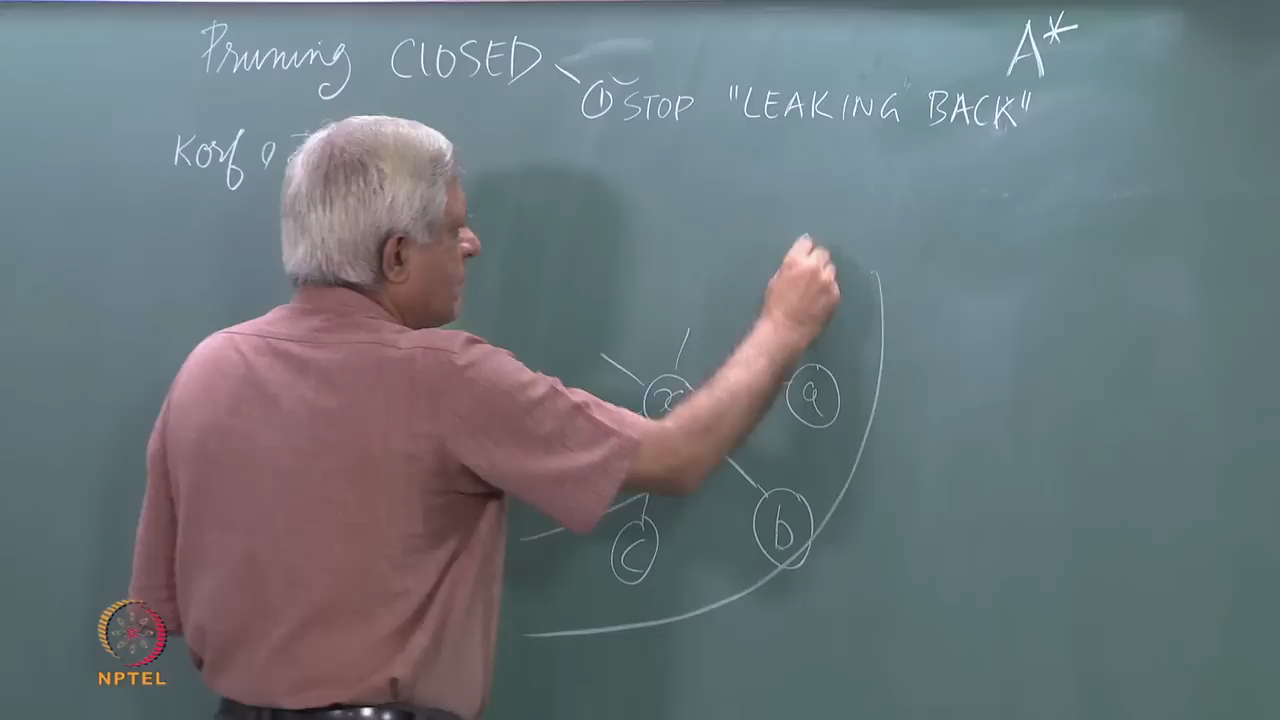 Pruning CLOSED
A*
① STOP "LEAKING BACK"
Korf
x
a
b
c
NPTEL